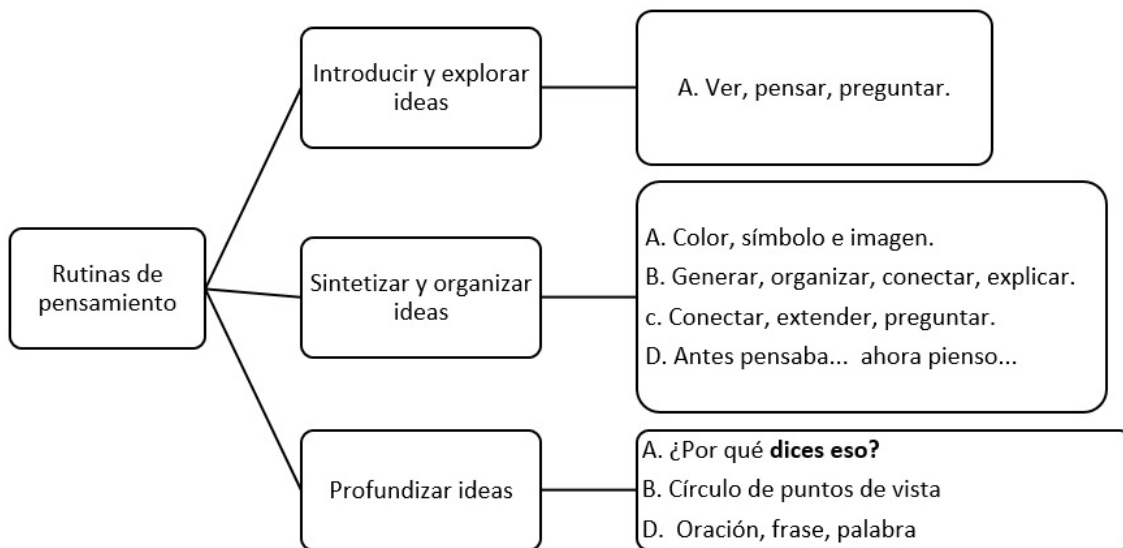 Rutinas de
pensamiento
Introducir y explorar
ideas
A. Ver, pensar, preguntar.
Sintetizar y organizar
ideas
A. Color, símbolo e imagen.
B. Generar, organizar, conectar, explicar.
c. Conectar, extender, preguntar.
D. Antes pensaba... ahora pienso...
Profundizar ideas
A. ¿Por qué dices eso?
B. Círculo de puntos de vista
D. Oración, frase, palabra